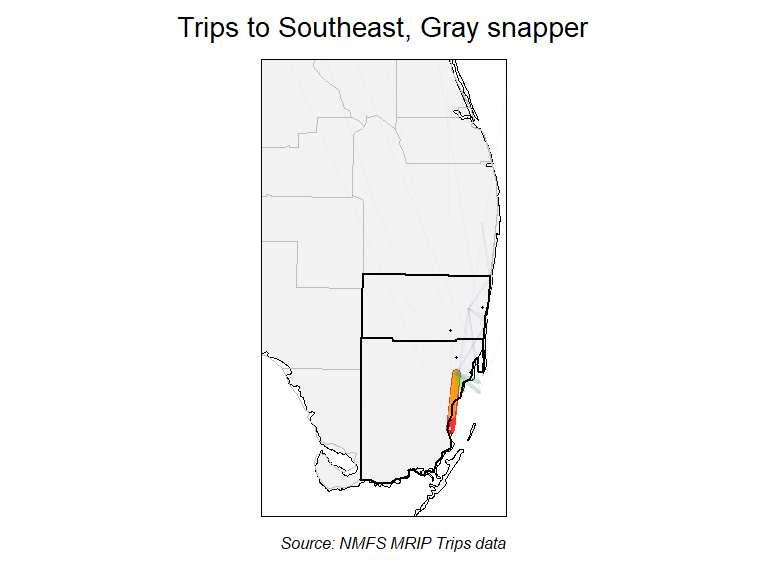 Trips to Southeast, Gray snapper
Source: NMFS MRIP Trips data